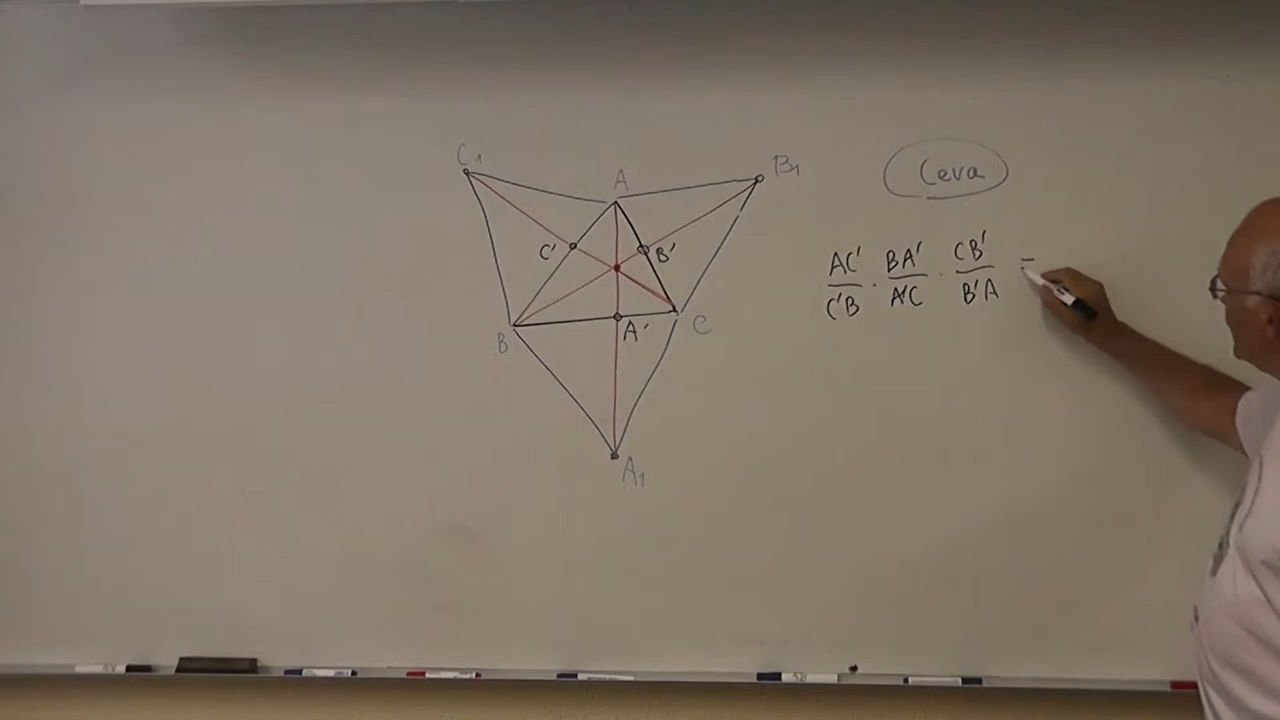 C₁
A
B₁
Ceva
C'
B'
AC'/C'B · BA'/A'C · CB'/B'A =
A'
B
C
A₁